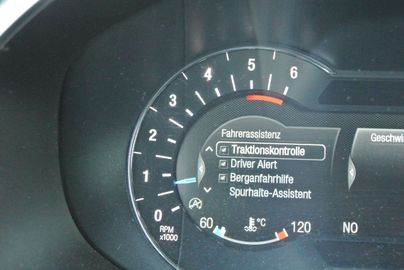 6
5
4
3
2
1
0
RPM
x1000
Fahrerassistenz
Traktionskontrolle
Driver Alert
Berganfahrhilfe
Spurhalte-Assistent
60 °C 120
Geschwi
NO